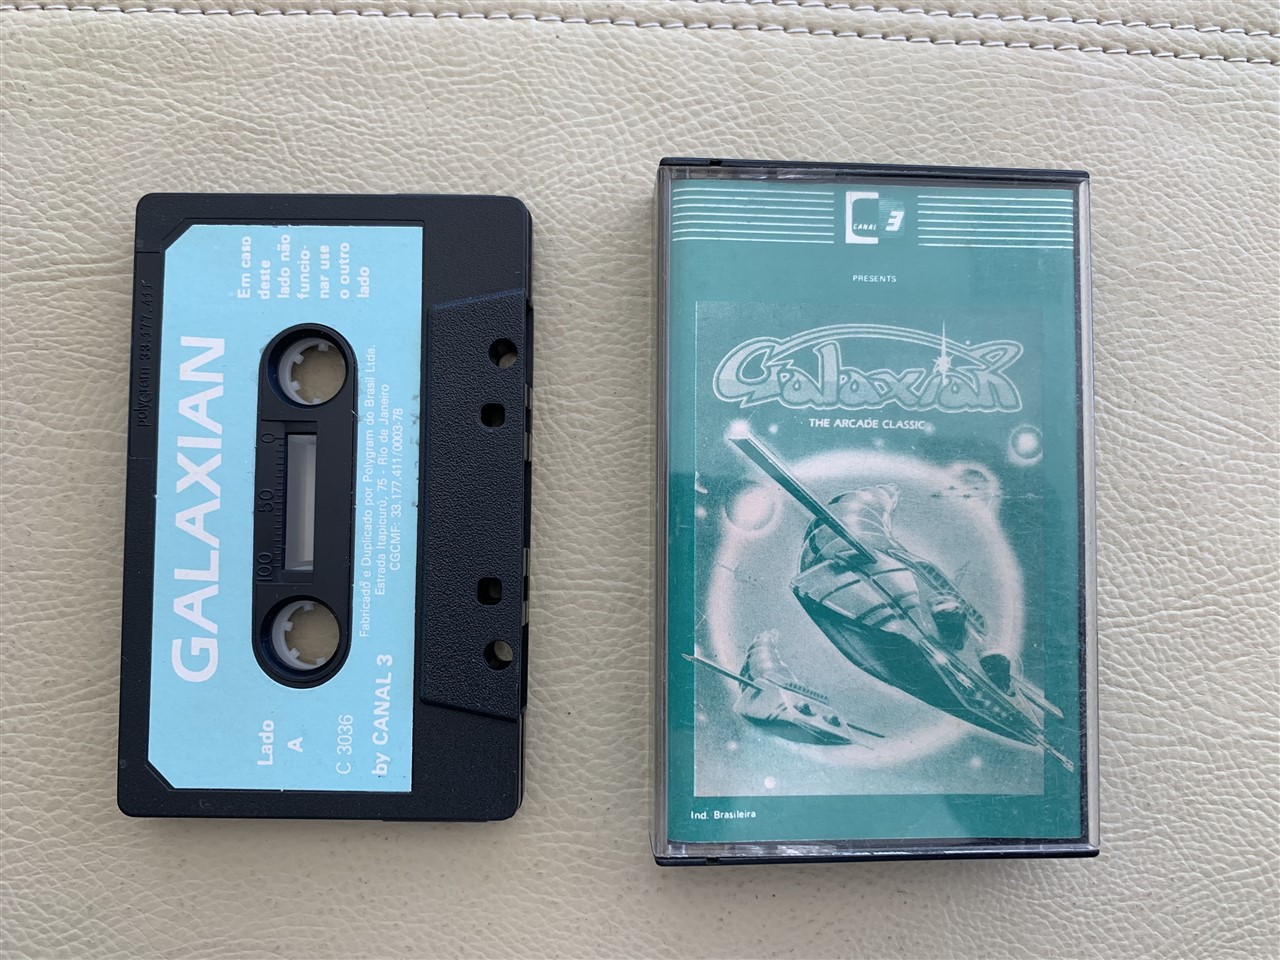 GALAXIAN
Em caso
deste
lado não
funcio-
nar use
o outro
lado
Lado
A
100 50 0
C 3036
by CANAL 3
Fabricado e Duplicado por Polygram do Brasil Ltda.
Estrada Itapicurú, 75 - Rio de Janeiro
CGCMF: 33.177.411/0003-78
polygram 33.177.411
CANAL 3
PRESENTS
Galaxian
THE ARCADE CLASSIC
Ind. Brasileira